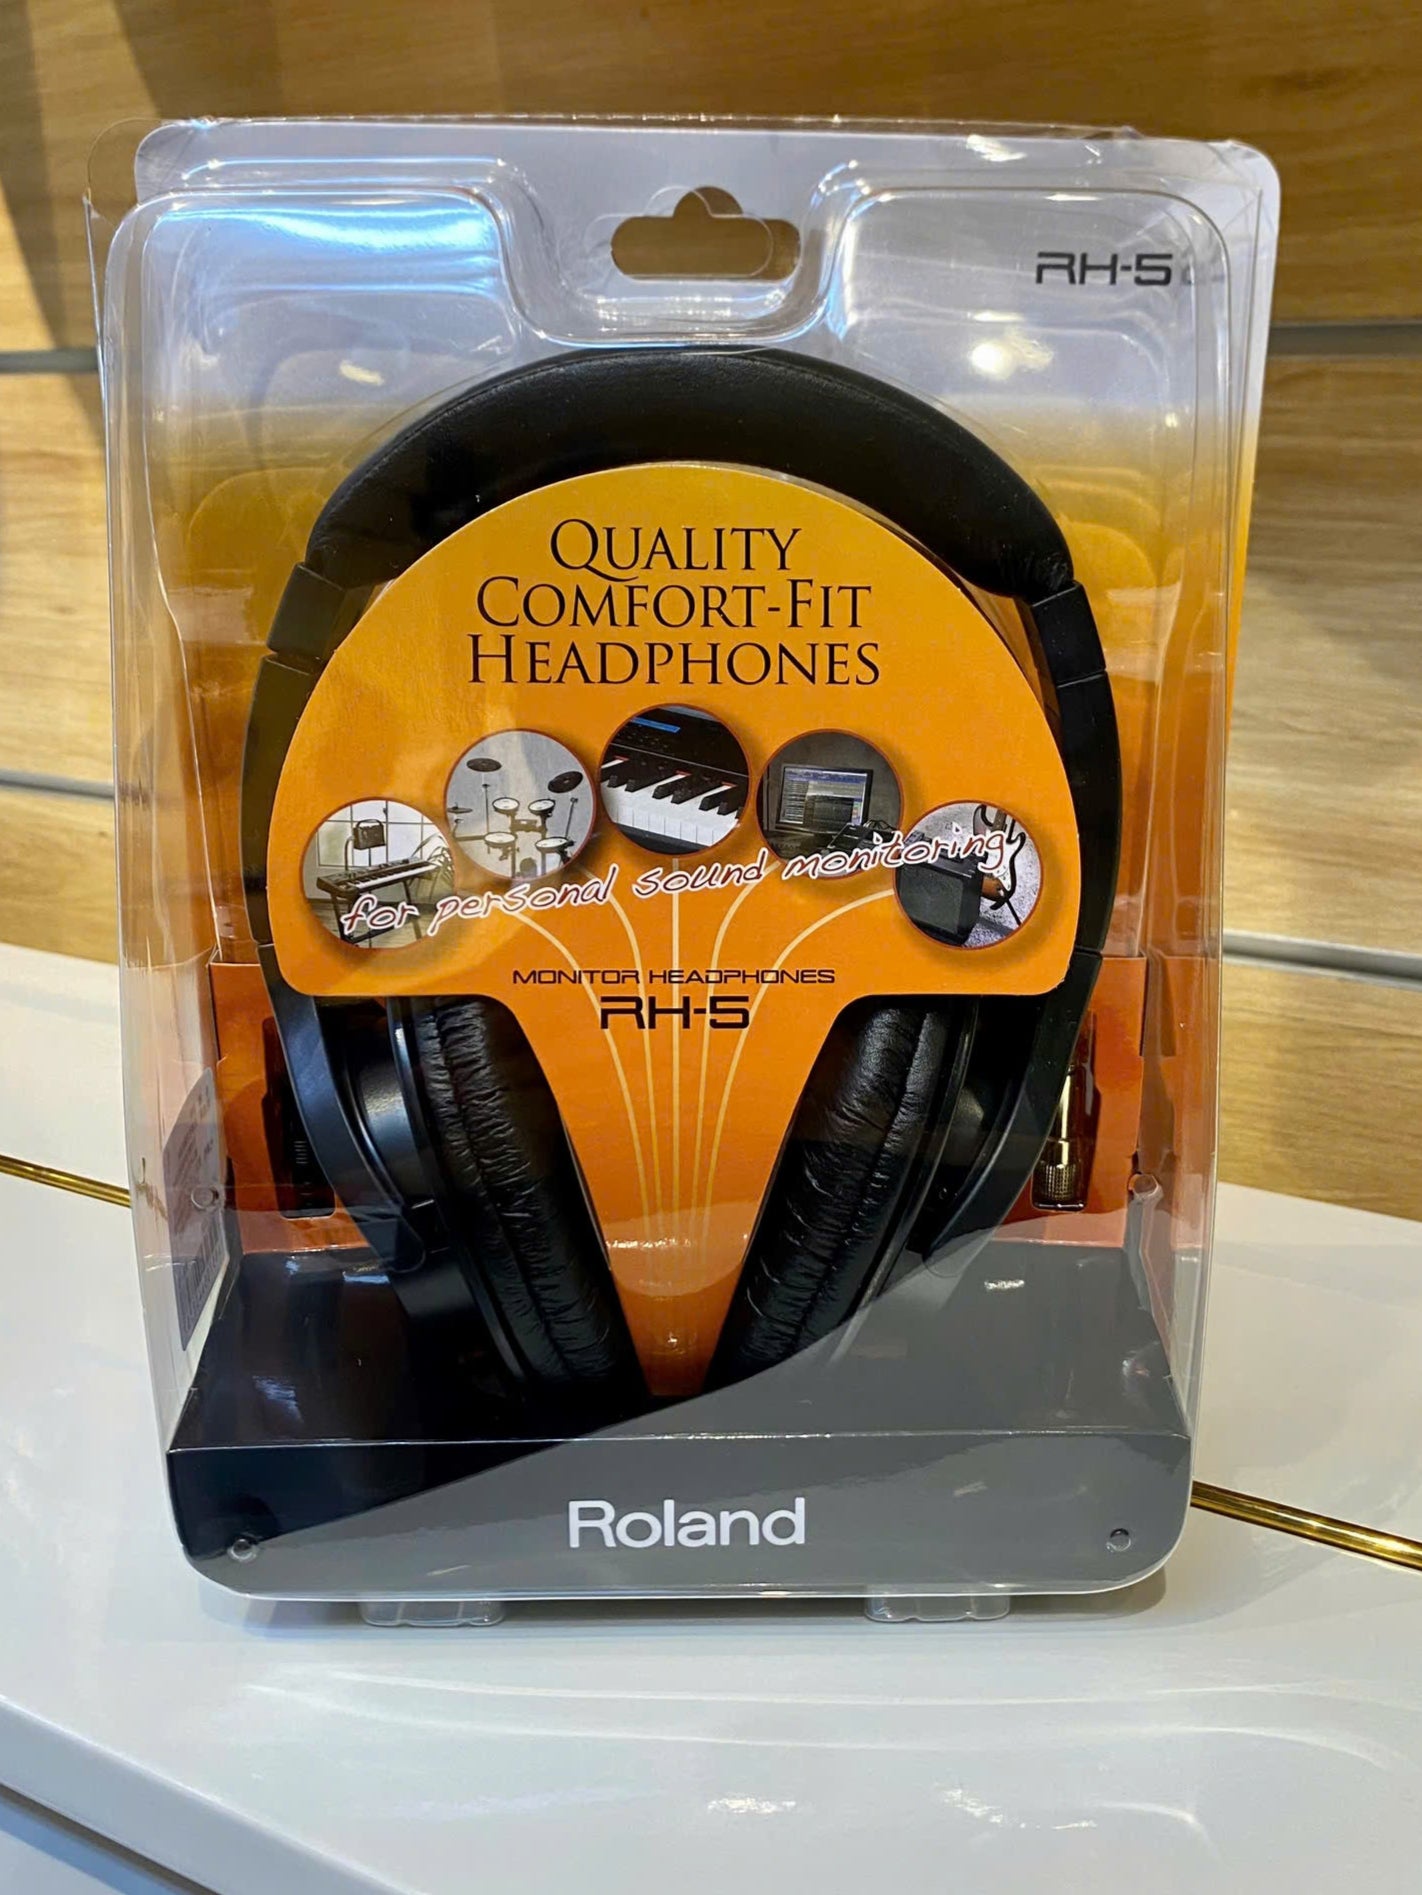 RH-5
QUALITY
COMFORT-FIT
HEADPHONES
for personal sound monitoring
MONITOR HEADPHONES
RH-5
Roland